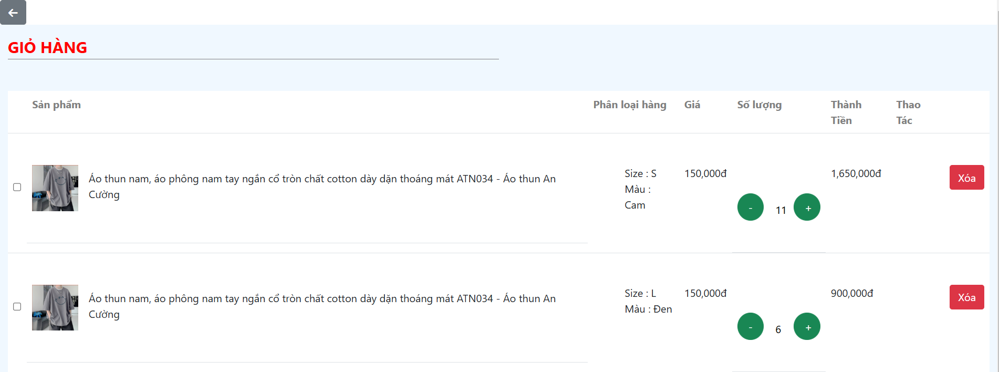 GIỎ HÀNG
Sản phẩm Phân loại hàng Giá Số lượng Thành Thao
Tiền Tác
Áo thun nam, áo phông nam tay ngắn cổ tròn chất cotton dày dặn thoáng mát ATN034 - Áo thun An
Cường
Size : S
Màu :
Cam
150,000đ
- 11 +
1,650,000đ
Xóa
Áo thun nam, áo phông nam tay ngắn cổ tròn chất cotton dày dặn thoáng mát ATN034 - Áo thun An
Cường
Size : L
Màu : Đen
150,000đ
- 6 +
900,000đ
Xóa